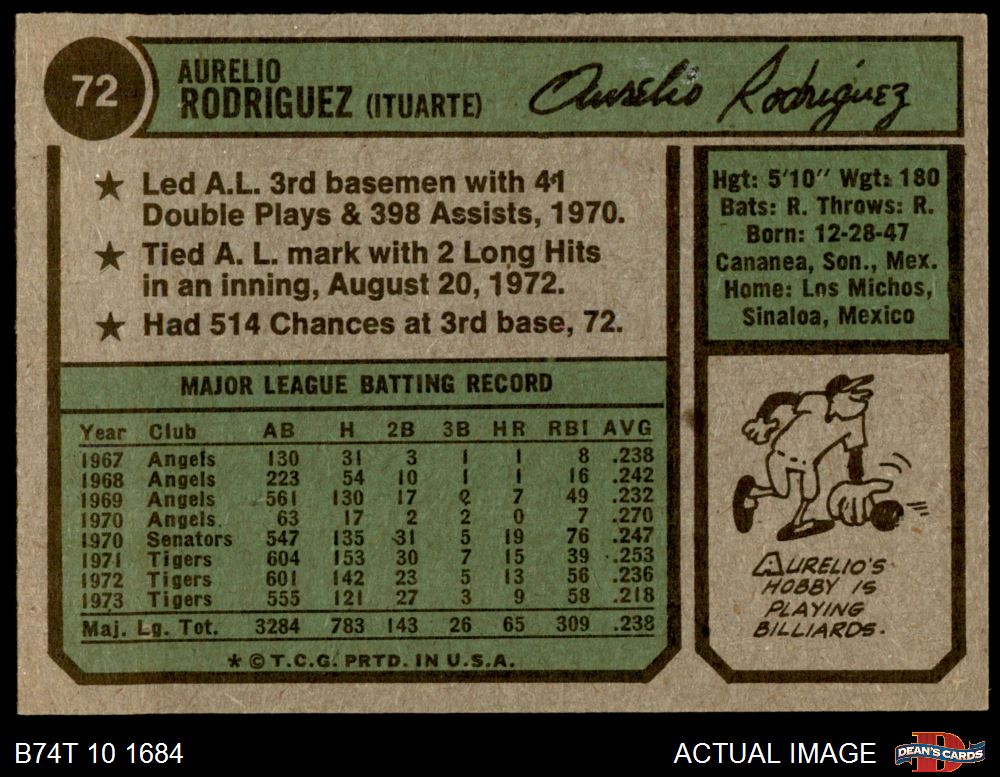 72
AURELIO
RODRIGUEZ (ITUARTE)
Aurelio Rodriguez
★ Led A.L. 3rd basemen with 41
Double Plays & 398 Assists, 1970.
★ Tied A. L. mark with 2 Long Hits
in an inning, August 20, 1972.
★ Had 514 Chances at 3rd base, 72.
Hgt: 5'10" Wgt: 180
Bats: R. Throws: R.
Born: 12-28-47
Cananea, Son., Mex.
Home: Los Michos,
Sinaloa, Mexico
MAJOR LEAGUE BATTING RECORD
Year Club AB H 2B 3B HR RBI AVG
1967 Angels 130 31 3 1 1 8 .238
1968 Angels 223 54 10 1 1 16 .242
1969 Angels 561 130 17 2 7 49 .232
1970 Angels. 63 17 2 2 0 7 .270
1970 Senators 547 135 31 5 19 76 .247
1971 Tigers 604 153 30 7 15 39 .253
1972 Tigers 601 142 23 5 13 56 .236
1973 Tigers 555 121 27 3 9 58 .218
Maj. Lg. Tot. 3284 783 143 26 65 309 .238
★ © T.C.G. PRTD. IN U.S.A.
AURELIO'S
HOBBY IS
PLAYING
BILLIARDS.
B74T 10 1684
ACTUAL IMAGE
D
DEAN'S CARDS